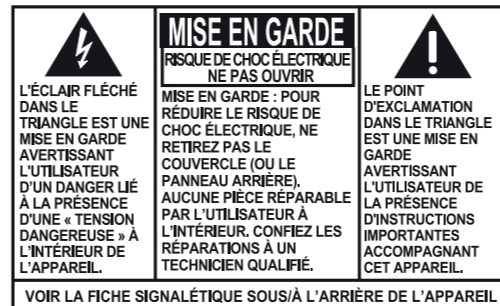 L'ÉCLAIR FLÉCHÉ
DANS LE
TRIANGLE EST UNE
MISE EN GARDE
AVERTISSANT
L'UTILISATEUR
D'UN DANGER LIÉ
À LA PRÉSENCE
D'UNE « TENSION
DANGEREUSE » À
L'INTÉRIEUR DE
L'APPAREIL.
MISE EN GARDE
RISQUE DE CHOC ÉLECTRIQUE
NE PAS OUVRIR
MISE EN GARDE : POUR
RÉDUIRE LE RISQUE DE
CHOC ÉLECTRIQUE, NE
RETIREZ PAS LE
COUVERCLE (OU LE
PANNEAU ARRIÈRE).
AUCUNE PIÈCE RÉPARABLE
PAR L'UTILISATEUR À
L'INTÉRIEUR. CONFIEZ LES
RÉPARATIONS À UN
TECHNICIEN QUALIFIÉ.
LE POINT
D'EXCLAMATION
DANS LE TRIANGLE
EST UNE MISE EN
GARDE
AVERTISSANT
L'UTILISATEUR DE
LA PRÉSENCE
D'INSTRUCTIONS
IMPORTANTES
ACCOMPAGNANT
CET APPAREIL.
VOIR LA FICHE SIGNALÉTIQUE SOUS/À L'ARRIÈRE DE L'APPAREIL